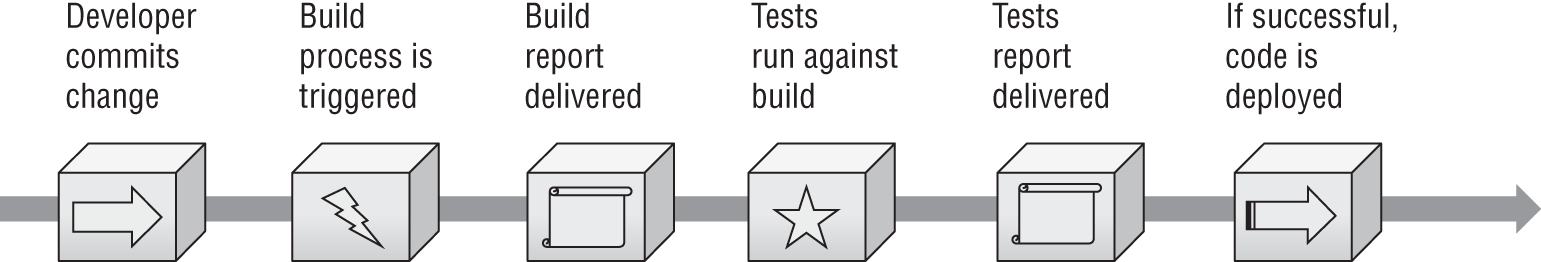 Developer
commits
change
Build
process is
triggered
Build
report
delivered
Tests
run against
build
Tests
report
delivered
If successful,
code is
deployed